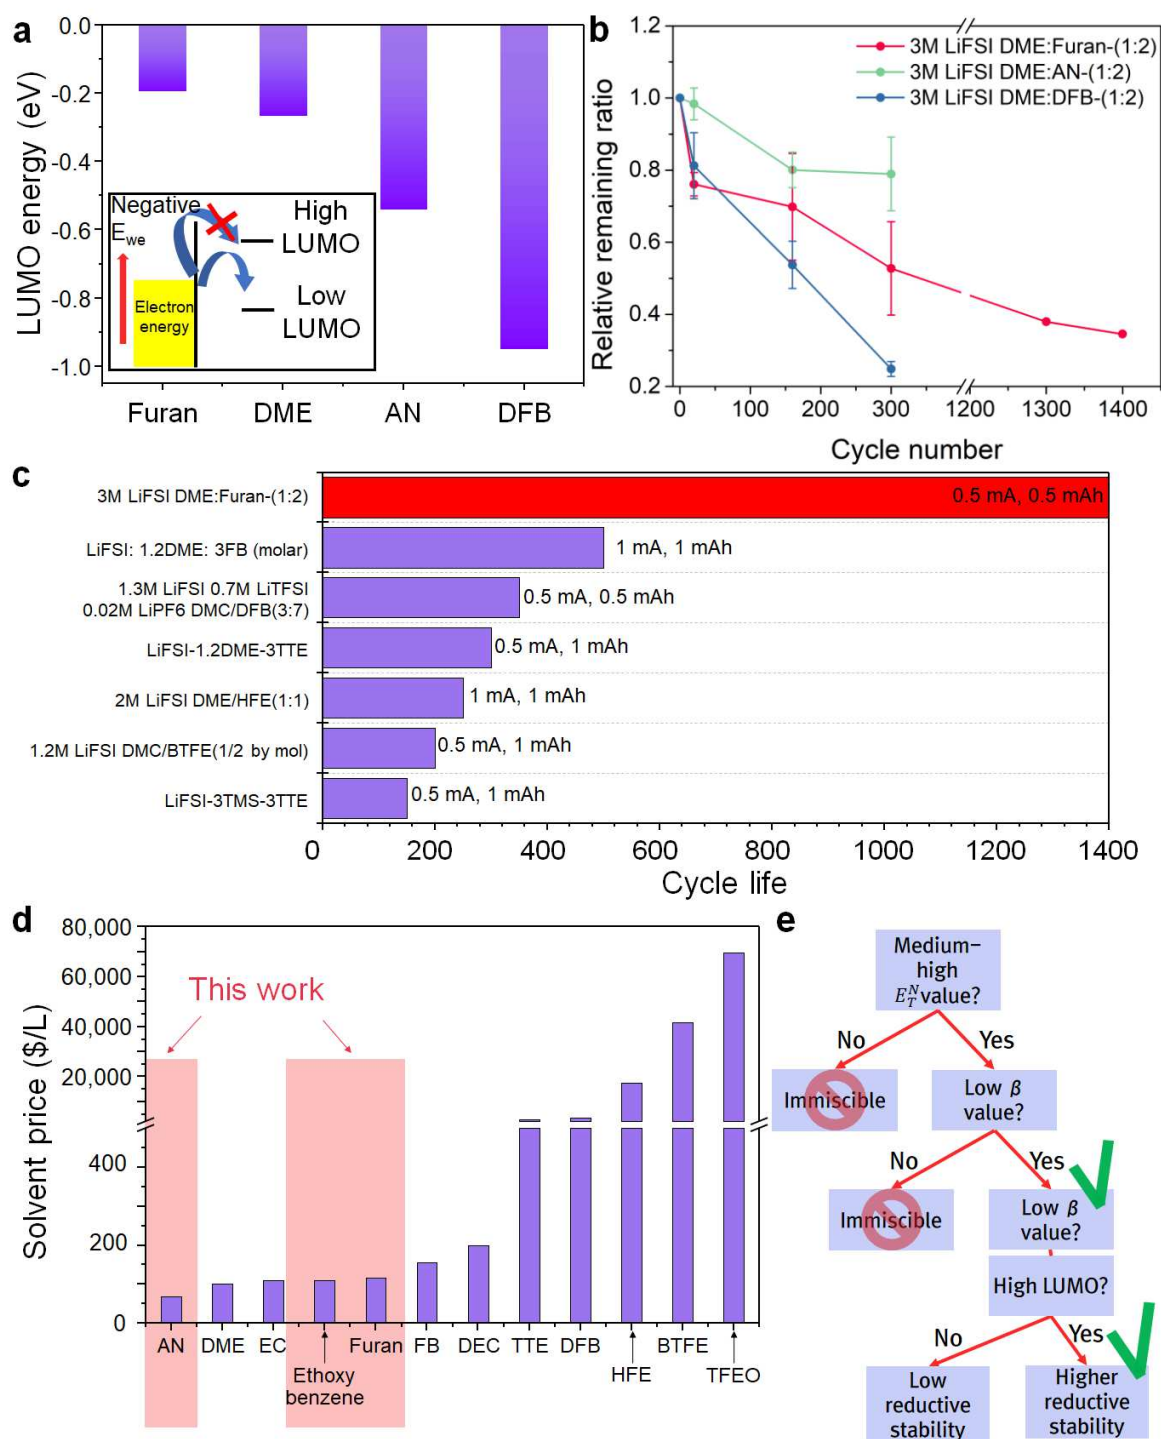 a
LUMO energy (eV)
0.0
-0.2
-0.4
-0.6
-0.8
-1.0
Furan
DME
AN
DFB
Negative
E_we
Electron
energy
High
LUMO
Low
LUMO
b
Relative remaining ratio
1.2
1.0
0.8
0.6
0.4
0.2
3M LiFSI DME:Furan-(1:2)
3M LiFSI DME:AN-(1:2)
3M LiFSI DME:DFB-(1:2)
0 100 200 300 1200 1300 1400
Cycle number
c
3M LiFSI DME:Furan-(1:2)
0.5 mA, 0.5 mAh
LiFSI: 1.2DME: 3FB (molar)
1 mA, 1 mAh
1.3M LiFSI 0.7M LiTFSI
0.02M LiPF6 DMC/DFB(3:7)
0.5 mA, 0.5 mAh
LiFSI-1.2DME-3TTE
0.5 mA, 1 mAh
2M LiFSI DME/HFE(1:1)
1 mA, 1 mAh
1.2M LiFSI DMC/BTFE(1/2 by mol)
0.5 mA, 1 mAh
LiFSI-3TMS-3TTE
0.5 mA, 1 mAh
0 200 400 600 800 1000 1200 1400
Cycle life
d
Solvent price ($/L)
80,000
60,000
40,000
20,000
400
200
0
This work
AN DME EC Furan FB DEC TTE DFB BTFE
Ethoxy
benzene
HFE
TFEO
e
Medium–
high
E_T^N value?
No
Yes
Immiscible
Low β
value?
No
Yes
Immiscible
Low β
value?
High LUMO?
No
Yes
Low
reductive
stability
Higher
reductive
stability